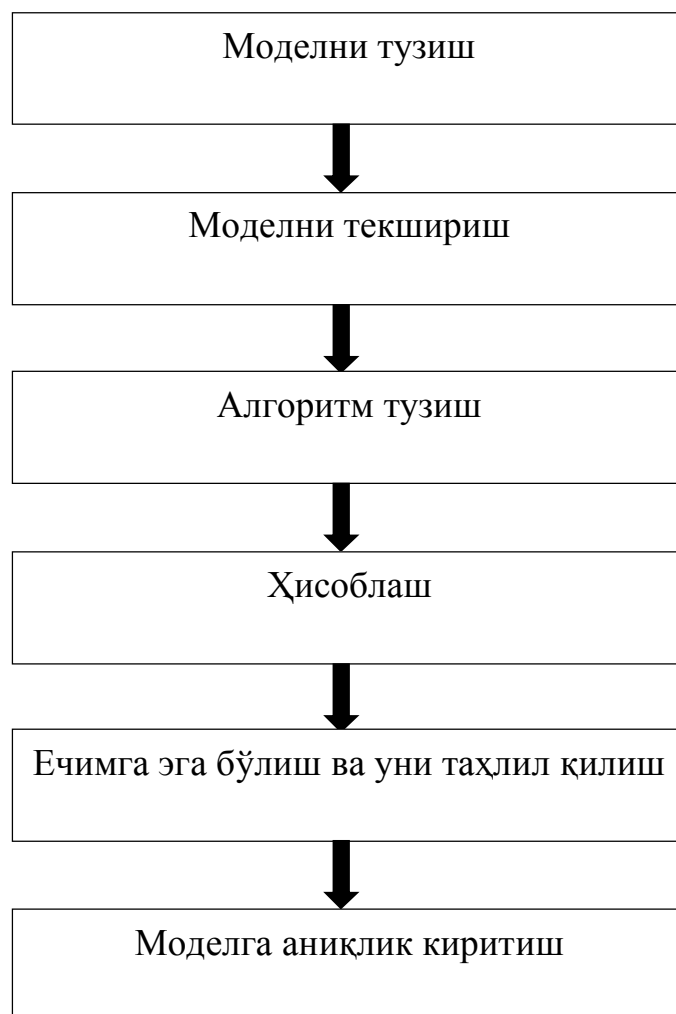 Моделни тузиш
Моделни текшириш
Алгоритм тузиш
Ҳисоблаш
Ечимга эга бўлиш ва уни таҳлил қилиш
Моделга аниқлик киритиш